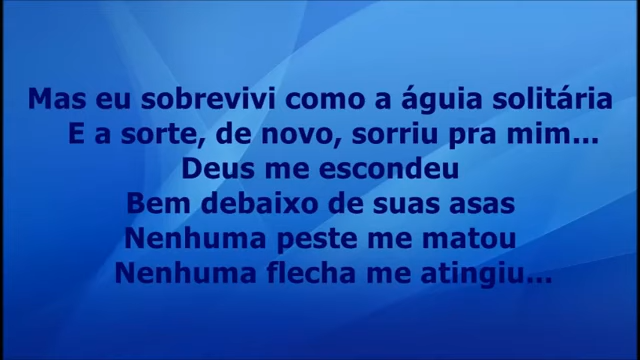 Mas eu sobrevivi como a águia solitária
E a sorte, de novo, sorriu pra mim...
Deus me escondeu
Bem debaixo de suas asas
Nenhuma peste me matou
Nenhuma flecha me atingiu...